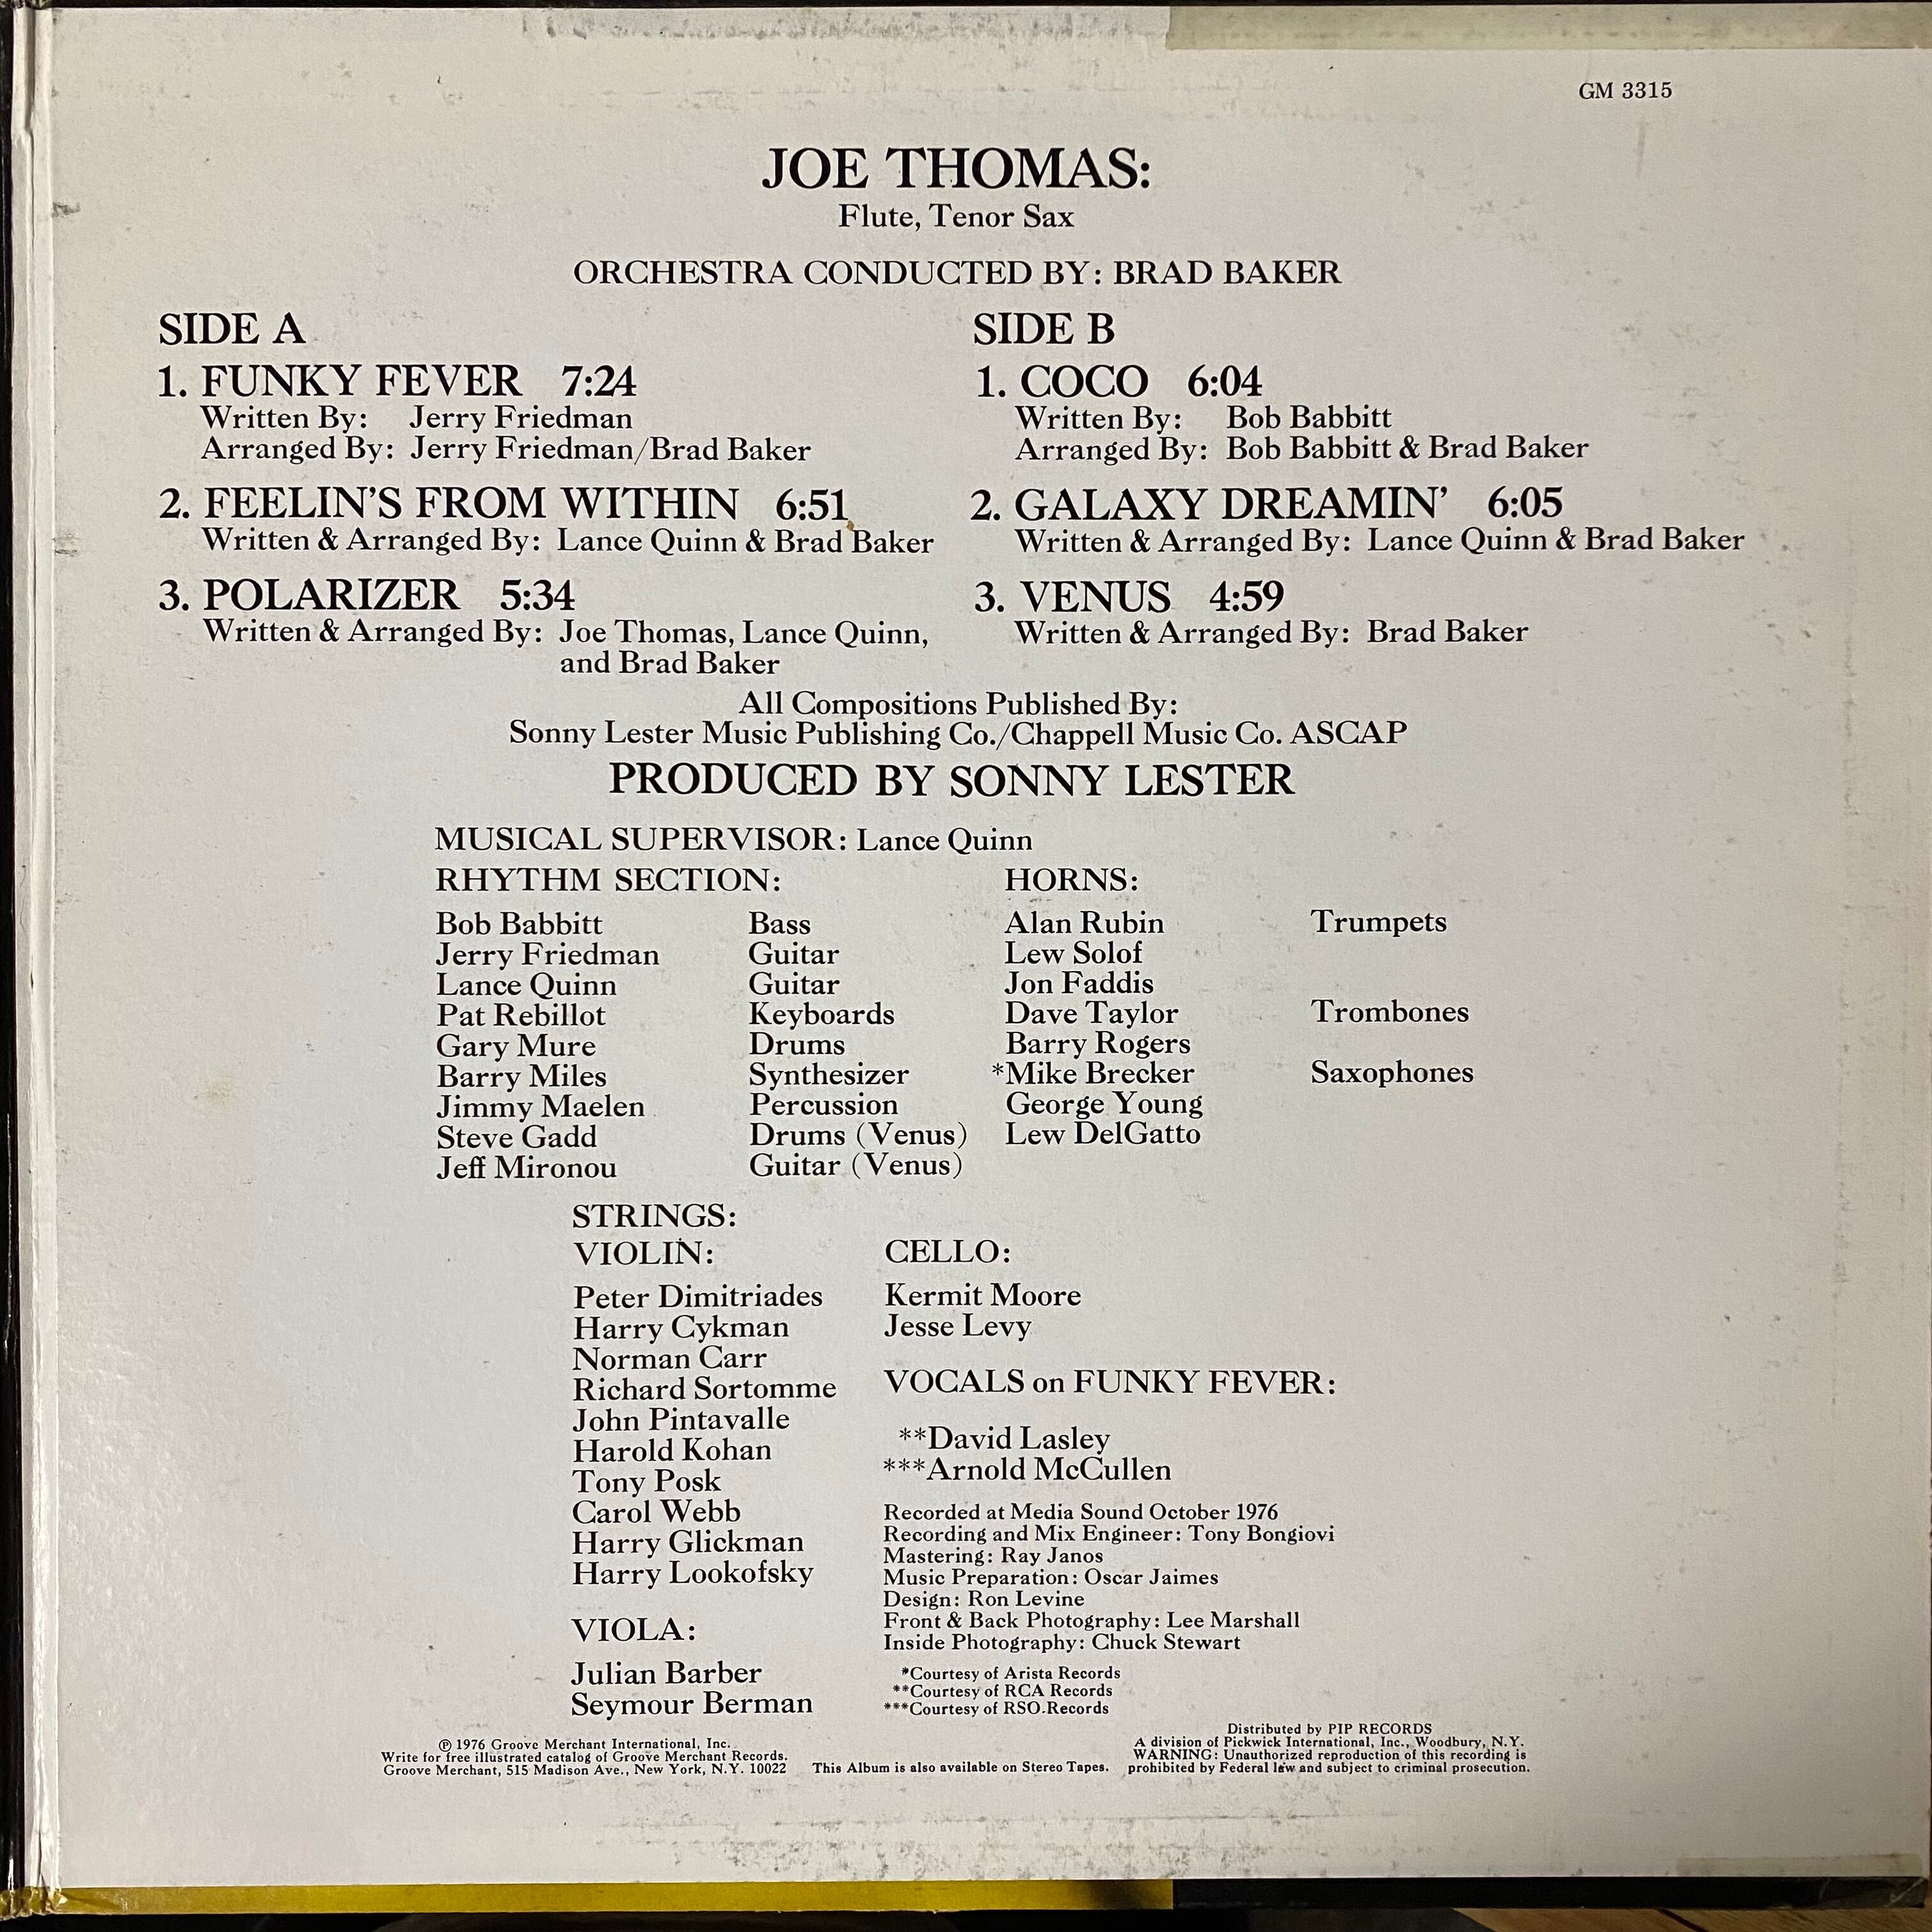 GM 3315
JOE THOMAS:
Flute, Tenor Sax
ORCHESTRA CONDUCTED BY: BRAD BAKER
SIDE A
1. FUNKY FEVER 7:24
Written By: Jerry Friedman
Arranged By: Jerry Friedman/Brad Baker
2. FEELIN'S FROM WITHIN 6:51
Written & Arranged By: Lance Quinn & Brad Baker
3. POLARIZER 5:34
Written & Arranged By: Joe Thomas, Lance Quinn,
and Brad Baker
SIDE B
1. COCO 6:04
Written By: Bob Babbitt
Arranged By: Bob Babbitt & Brad Baker
2. GALAXY DREAMIN' 6:05
Written & Arranged By: Lance Quinn & Brad Baker
3. VENUS 4:59
Written & Arranged By: Brad Baker
All Compositions Published By:
Sonny Lester Music Publishing Co./Chappell Music Co. ASCAP
PRODUCED BY SONNY LESTER
MUSICAL SUPERVISOR: Lance Quinn
RHYTHM SECTION:
Bob Babbitt Bass
Jerry Friedman Guitar
Lance Quinn Guitar
Pat Rebillot Keyboards
Gary Mure Drums
Barry Miles Synthesizer
Jimmy Maelen Percussion
Steve Gadd Drums (Venus)
Jeff Mironou Guitar (Venus)
HORNS:
Alan Rubin Trumpets
Lew Solof
Jon Faddis
Dave Taylor Trombones
Barry Rogers
*Mike Brecker Saxophones
George Young
Lew DelGatto
STRINGS:
VIOLIN:
Peter Dimitriades
Harry Cykman
Norman Carr
Richard Sortomme
John Pintavalle
Harold Kohan
Tony Posk
Carol Webb
Harry Glickman
Harry Lookofsky
VIOLA:
Julian Barber
Seymour Berman
CELLO:
Kermit Moore
Jesse Levy
VOCALS on FUNKY FEVER:
**David Lasley
***Arnold McCullen
Recorded at Media Sound October 1976
Recording and Mix Engineer: Tony Bongiovi
Mastering: Ray Janos
Music Preparation: Oscar Jaimes
Design: Ron Levine
Front & Back Photography: Lee Marshall
Inside Photography: Chuck Stewart
*Courtesy of Arista Records
**Courtesy of RCA Records
***Courtesy of RSO Records
℗ 1976 Groove Merchant International, Inc.
Write for free illustrated catalog of Groove Merchant Records.
Groove Merchant, 515 Madison Ave., New York, N.Y. 10022
This Album is also available on Stereo Tapes.
Distributed by PIP RECORDS
A division of Pickwick International, Inc., Woodbury, N.Y.
WARNING: Unauthorized reproduction of this recording is
prohibited by Federal law and subject to criminal prosecution.